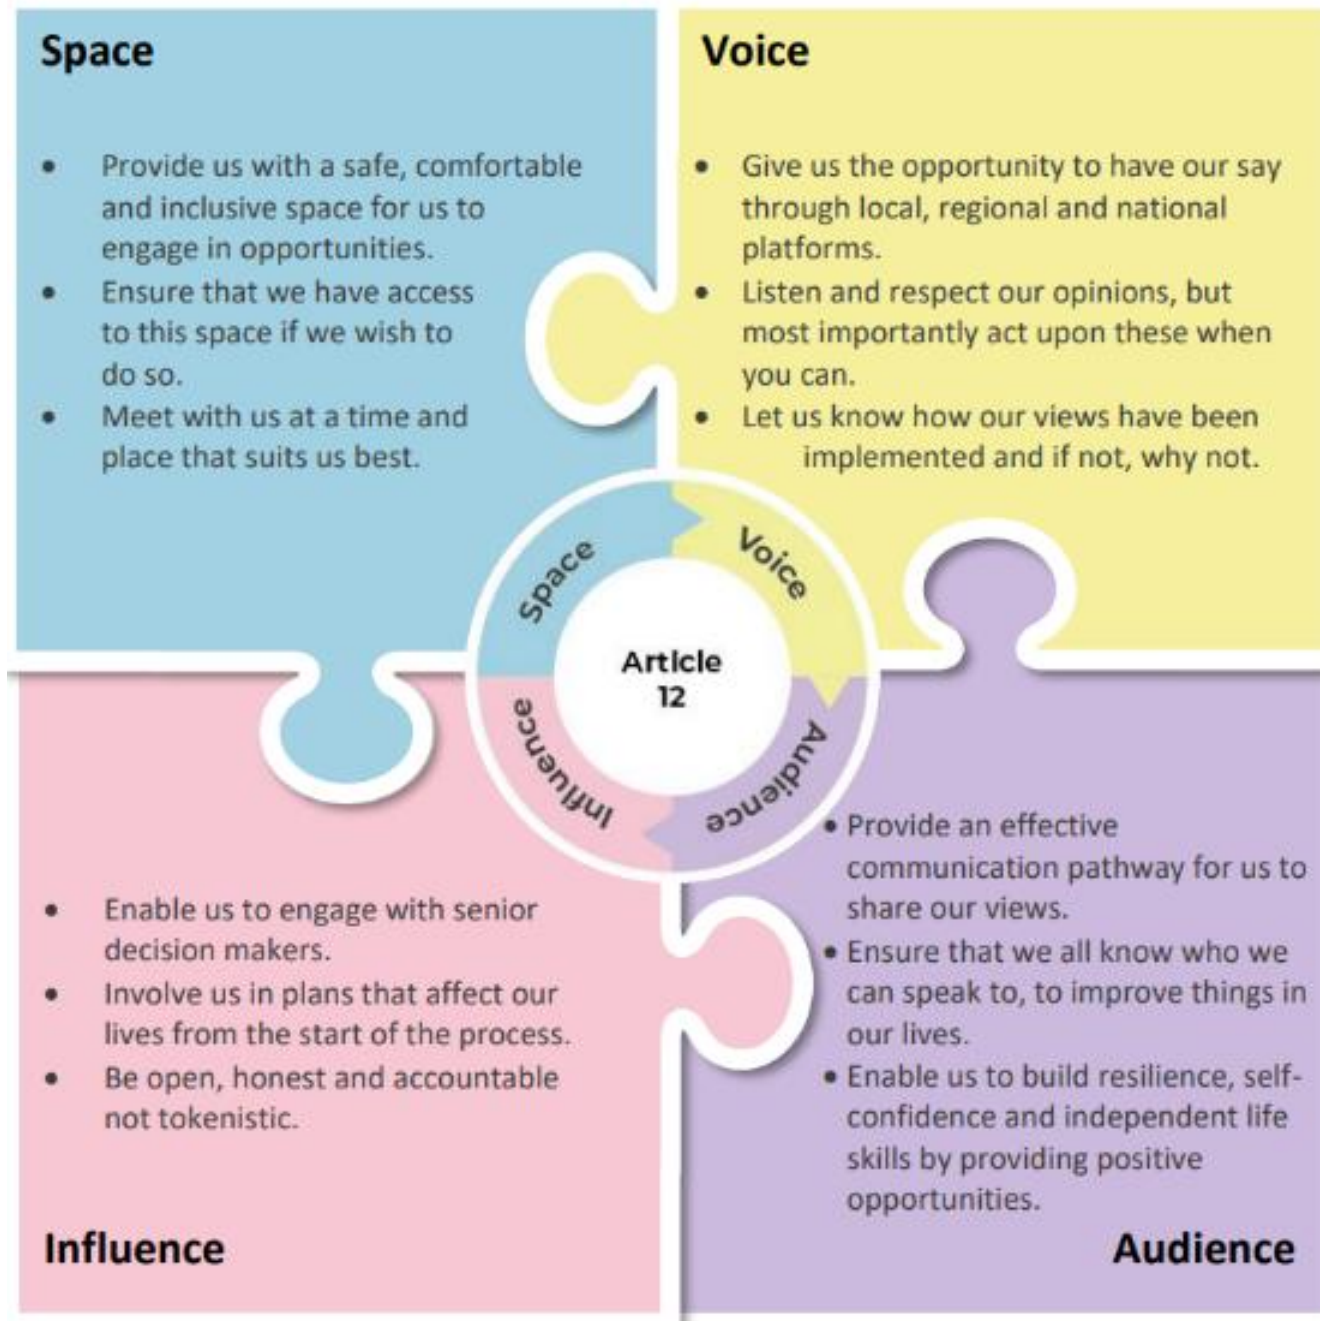 Space
• Provide us with a safe, comfortable
and inclusive space for us to
engage in opportunities.
• Ensure that we have access
to this space if we wish to
do so.
• Meet with us at a time and
place that suits us best.
Voice
• Give us the opportunity to have our say
through local, regional and national
platforms.
• Listen and respect our opinions, but
most importantly act upon these when
you can.
• Let us know how our views have been
implemented and if not, why not.
Space
Voice
Article
12
Influence
Audience
• Enable us to engage with senior
decision makers.
• Involve us in plans that affect our
lives from the start of the process.
• Be open, honest and accountable
not tokenistic.
Influence
• Provide an effective
communication pathway for us to
share our views.
• Ensure that we all know who we
can speak to, to improve things in
our lives.
• Enable us to build resilience, self-
confidence and independent life
skills by providing positive
opportunities.
Audience